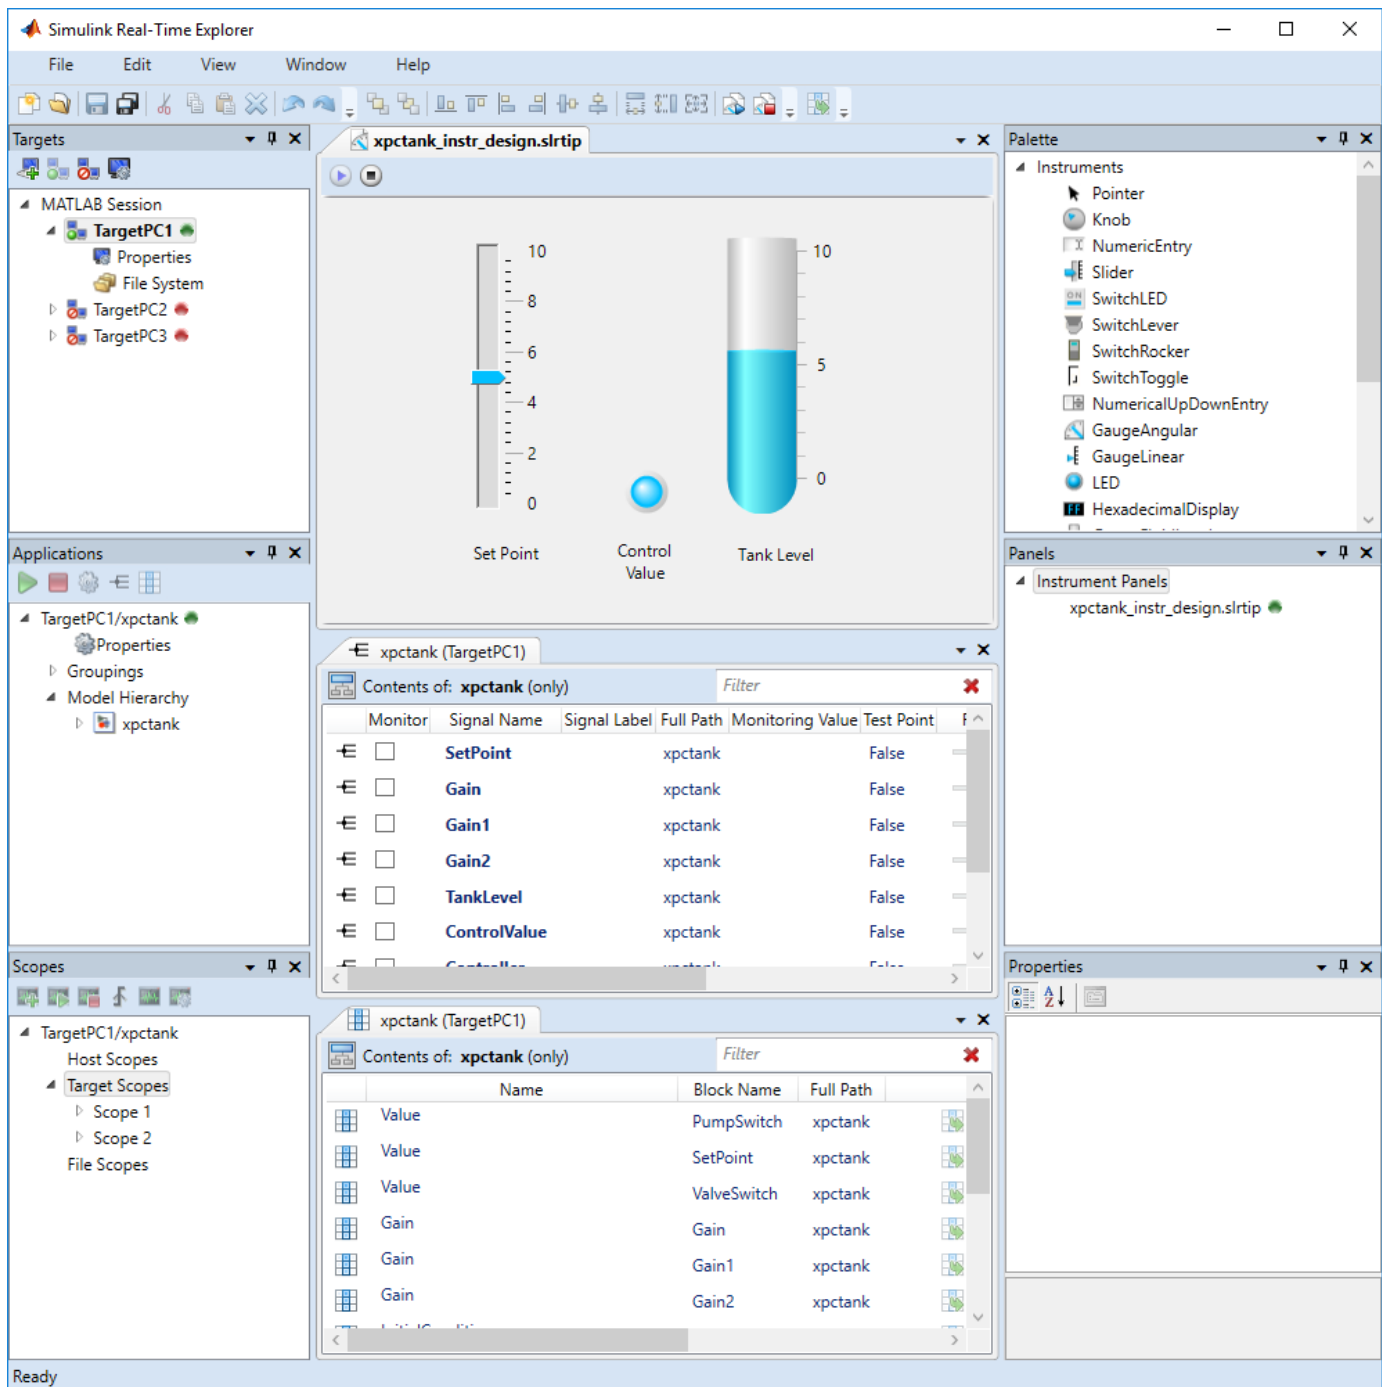 Simulink Real-Time Explorer
File Edit View Window Help
Targets
MATLAB Session
TargetPC1
Properties
File System
TargetPC2
TargetPC3
xpctank_instr_design.slrtip
10
8
6
4
2
0
Set Point
Control
Value
10
5
0
Tank Level
Palette
Instruments
Pointer
Knob
NumericEntry
Slider
ON
SwitchLED
SwitchLever
SwitchRocker
SwitchToggle
NumericalUpDownEntry
GaugeAngular
GaugeLinear
LED
FF
HexadecimalDisplay
Applications
TargetPC1/xpctank
Properties
Groupings
Model Hierarchy
xpctank
xpctank (TargetPC1)
Contents of: xpctank (only) Filter
Monitor Signal Name Signal Label Full Path Monitoring Value Test Point
SetPoint xpctank False
Gain xpctank False
Gain1 xpctank False
Gain2 xpctank False
TankLevel xpctank False
ControlValue xpctank False
Panels
Instrument Panels
xpctank_instr_design.slrtip
Scopes
TargetPC1/xpctank
Host Scopes
Target Scopes
Scope 1
Scope 2
File Scopes
xpctank (TargetPC1)
Contents of: xpctank (only) Filter
Name Block Name Full Path
Value PumpSwitch xpctank
Value SetPoint xpctank
Value ValveSwitch xpctank
Gain Gain xpctank
Gain Gain1 xpctank
Gain Gain2 xpctank
Properties
A
Z
Ready